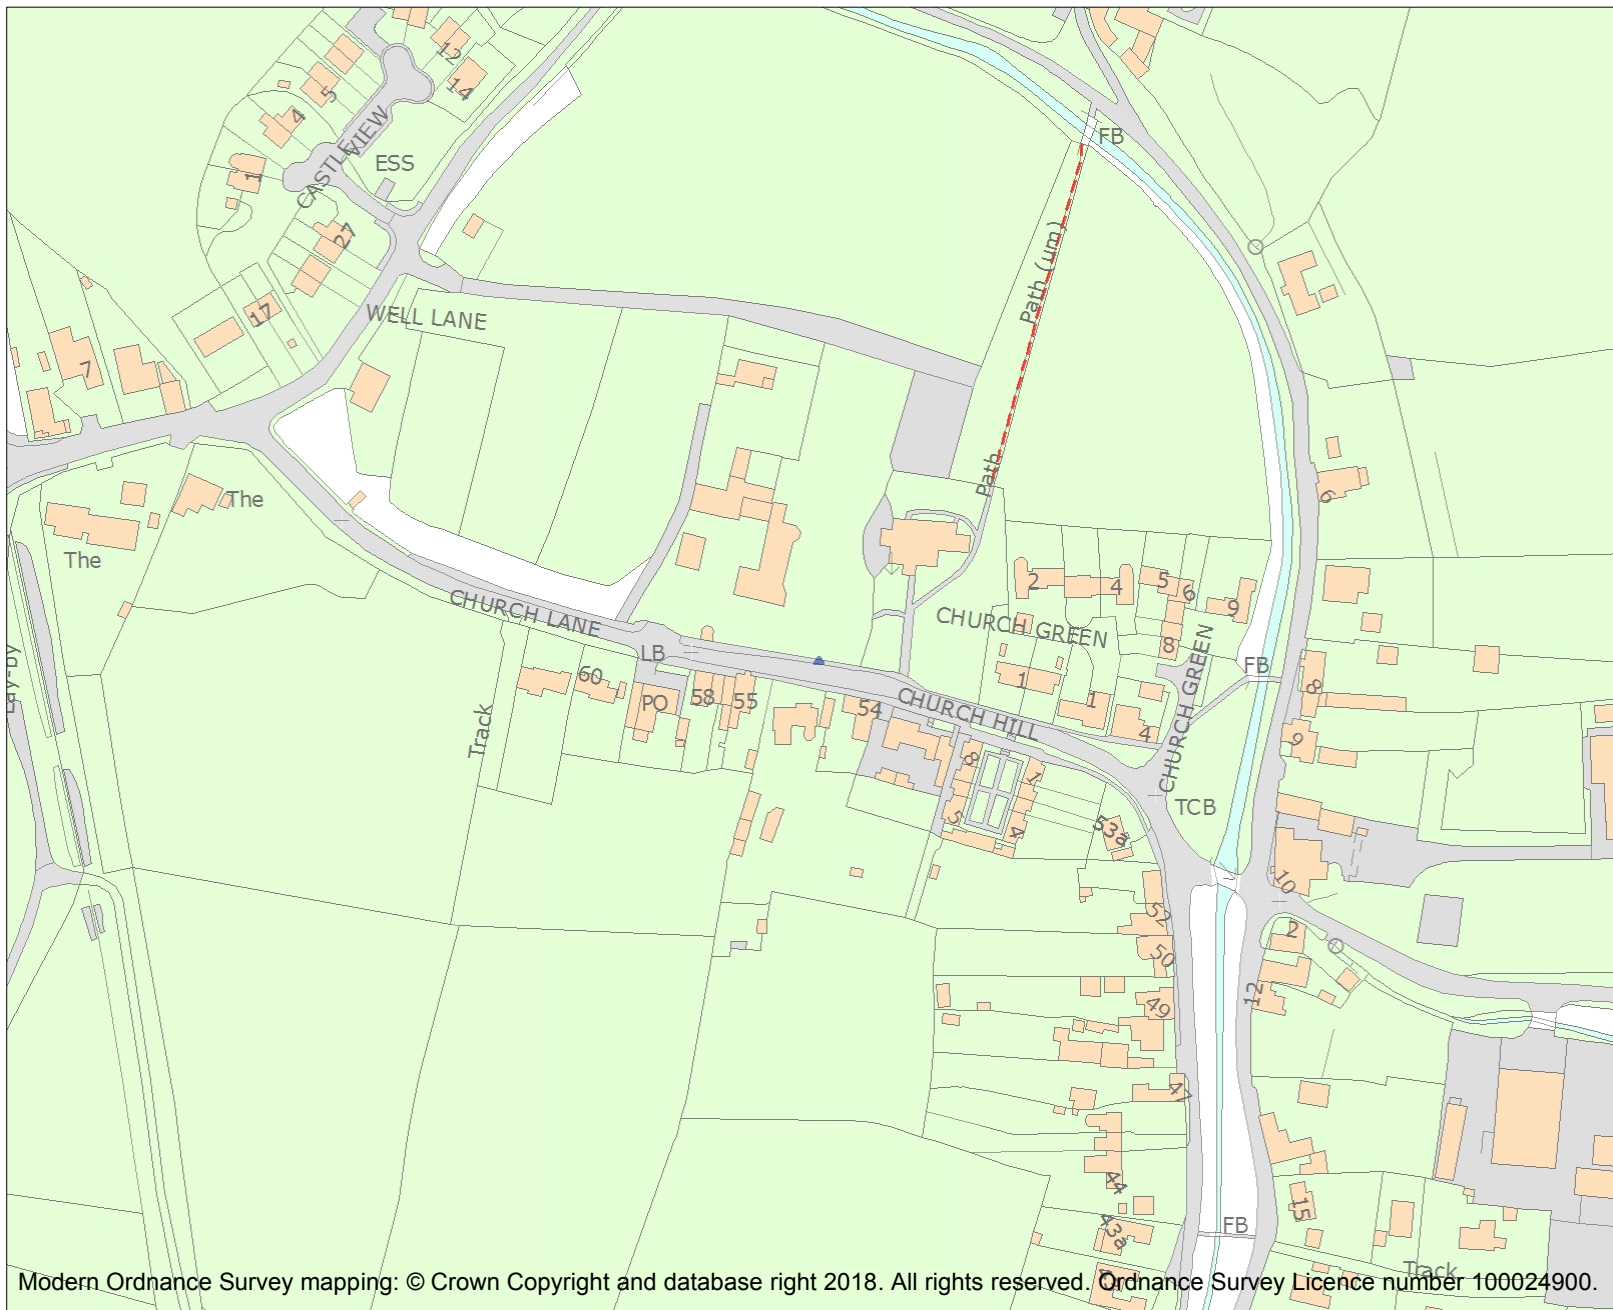 12
14
5
4
CASTLE VIEW
ESS
1
27
17
7
WELL LANE
FB
Path (um)
Path
The
The
6
2
4
5
6
9
8
CHURCH GREEN
CHURCH LANE
LB
60
PO
58
55
54
CHURCH HILL
1
1
4
CHURCH GREEN
FB
8
9
Lay-by
Track
8
1
5
4
53a
TCB
10
52
50
49
47
44
43a
2
12
15
FB
Track
Modern Ordnance Survey mapping: © Crown Copyright and database right 2018. All rights reserved. Ordnance Survey Licence number 100024900.